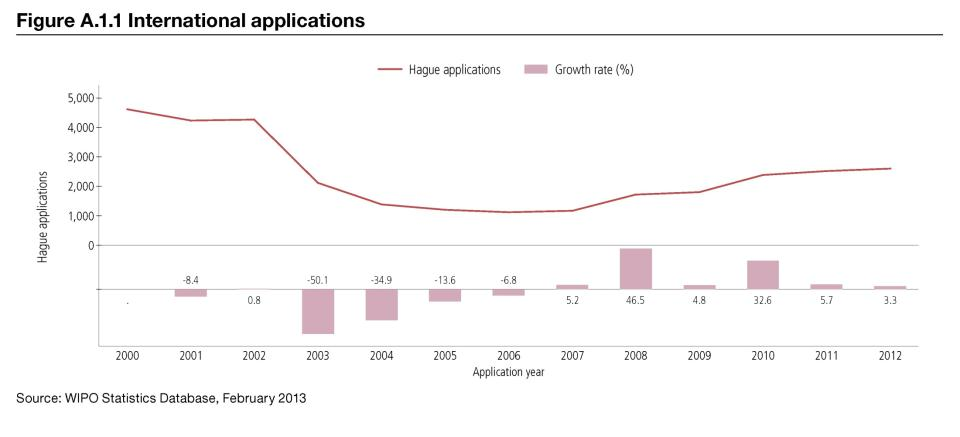 Figure A.1.1 International applications
Hague applications Growth rate (%)
Hague applications
5,000
4,000
3,000
2,000
1,000
0
. -8.4 0.8 -50.1 -34.9 -13.6 -6.8 5.2 46.5 4.8 32.6 5.7 3.3
2000 2001 2002 2003 2004 2005 2006 2007 2008 2009 2010 2011 2012
Application year
Source: WIPO Statistics Database, February 2013